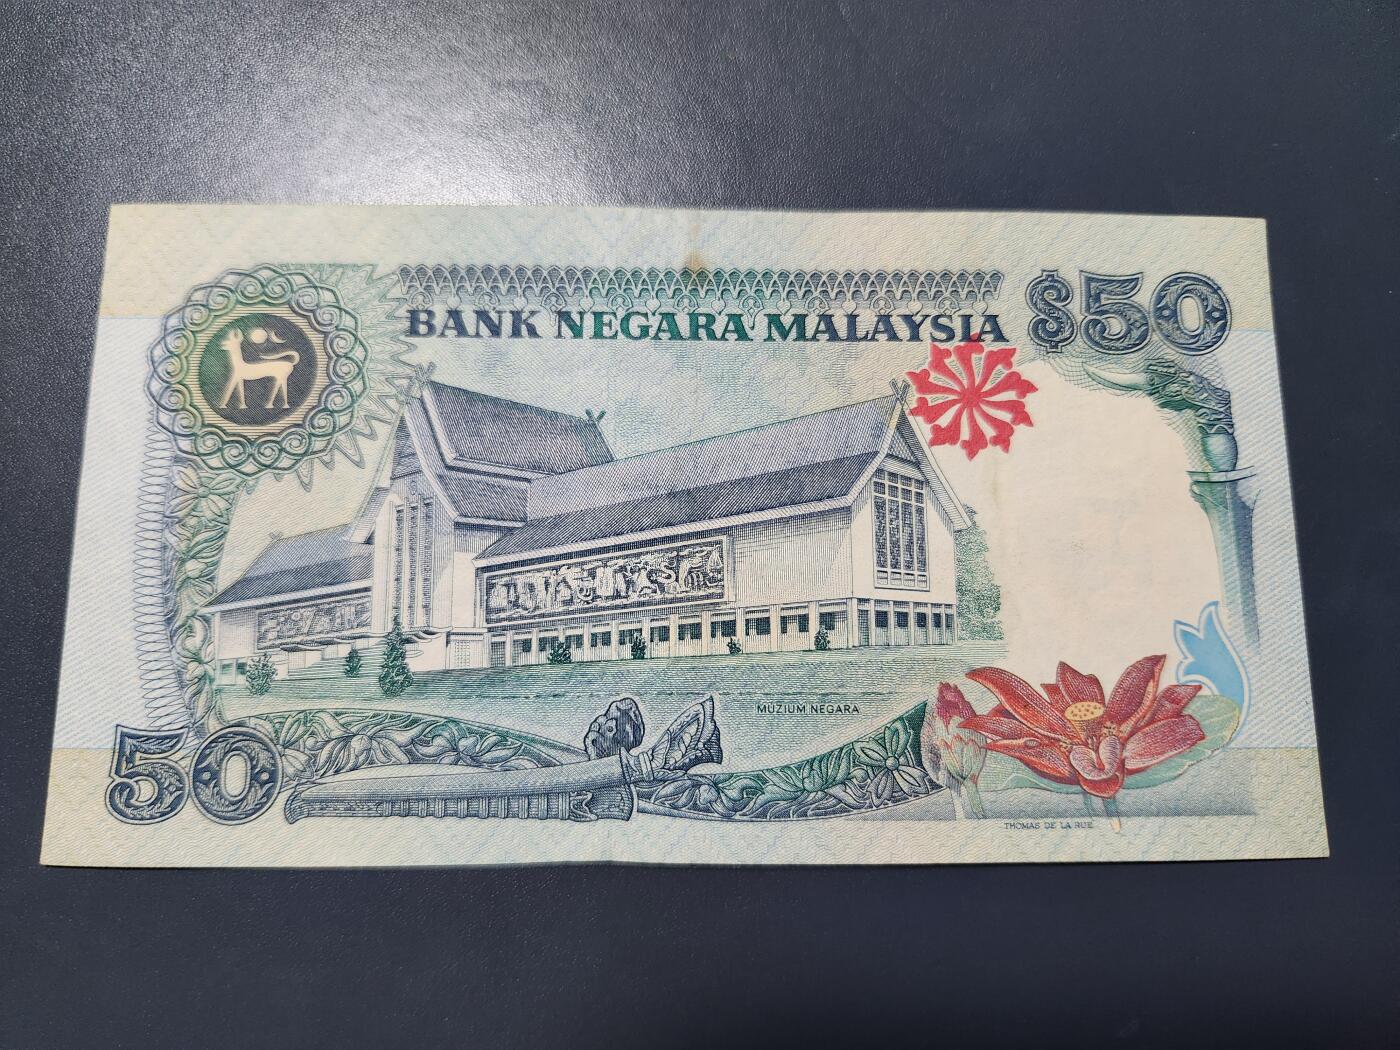 BANK NEGARA MALAYSIA
$50
MUZIUM NEGARA
50
THOMAS DE LA RUE